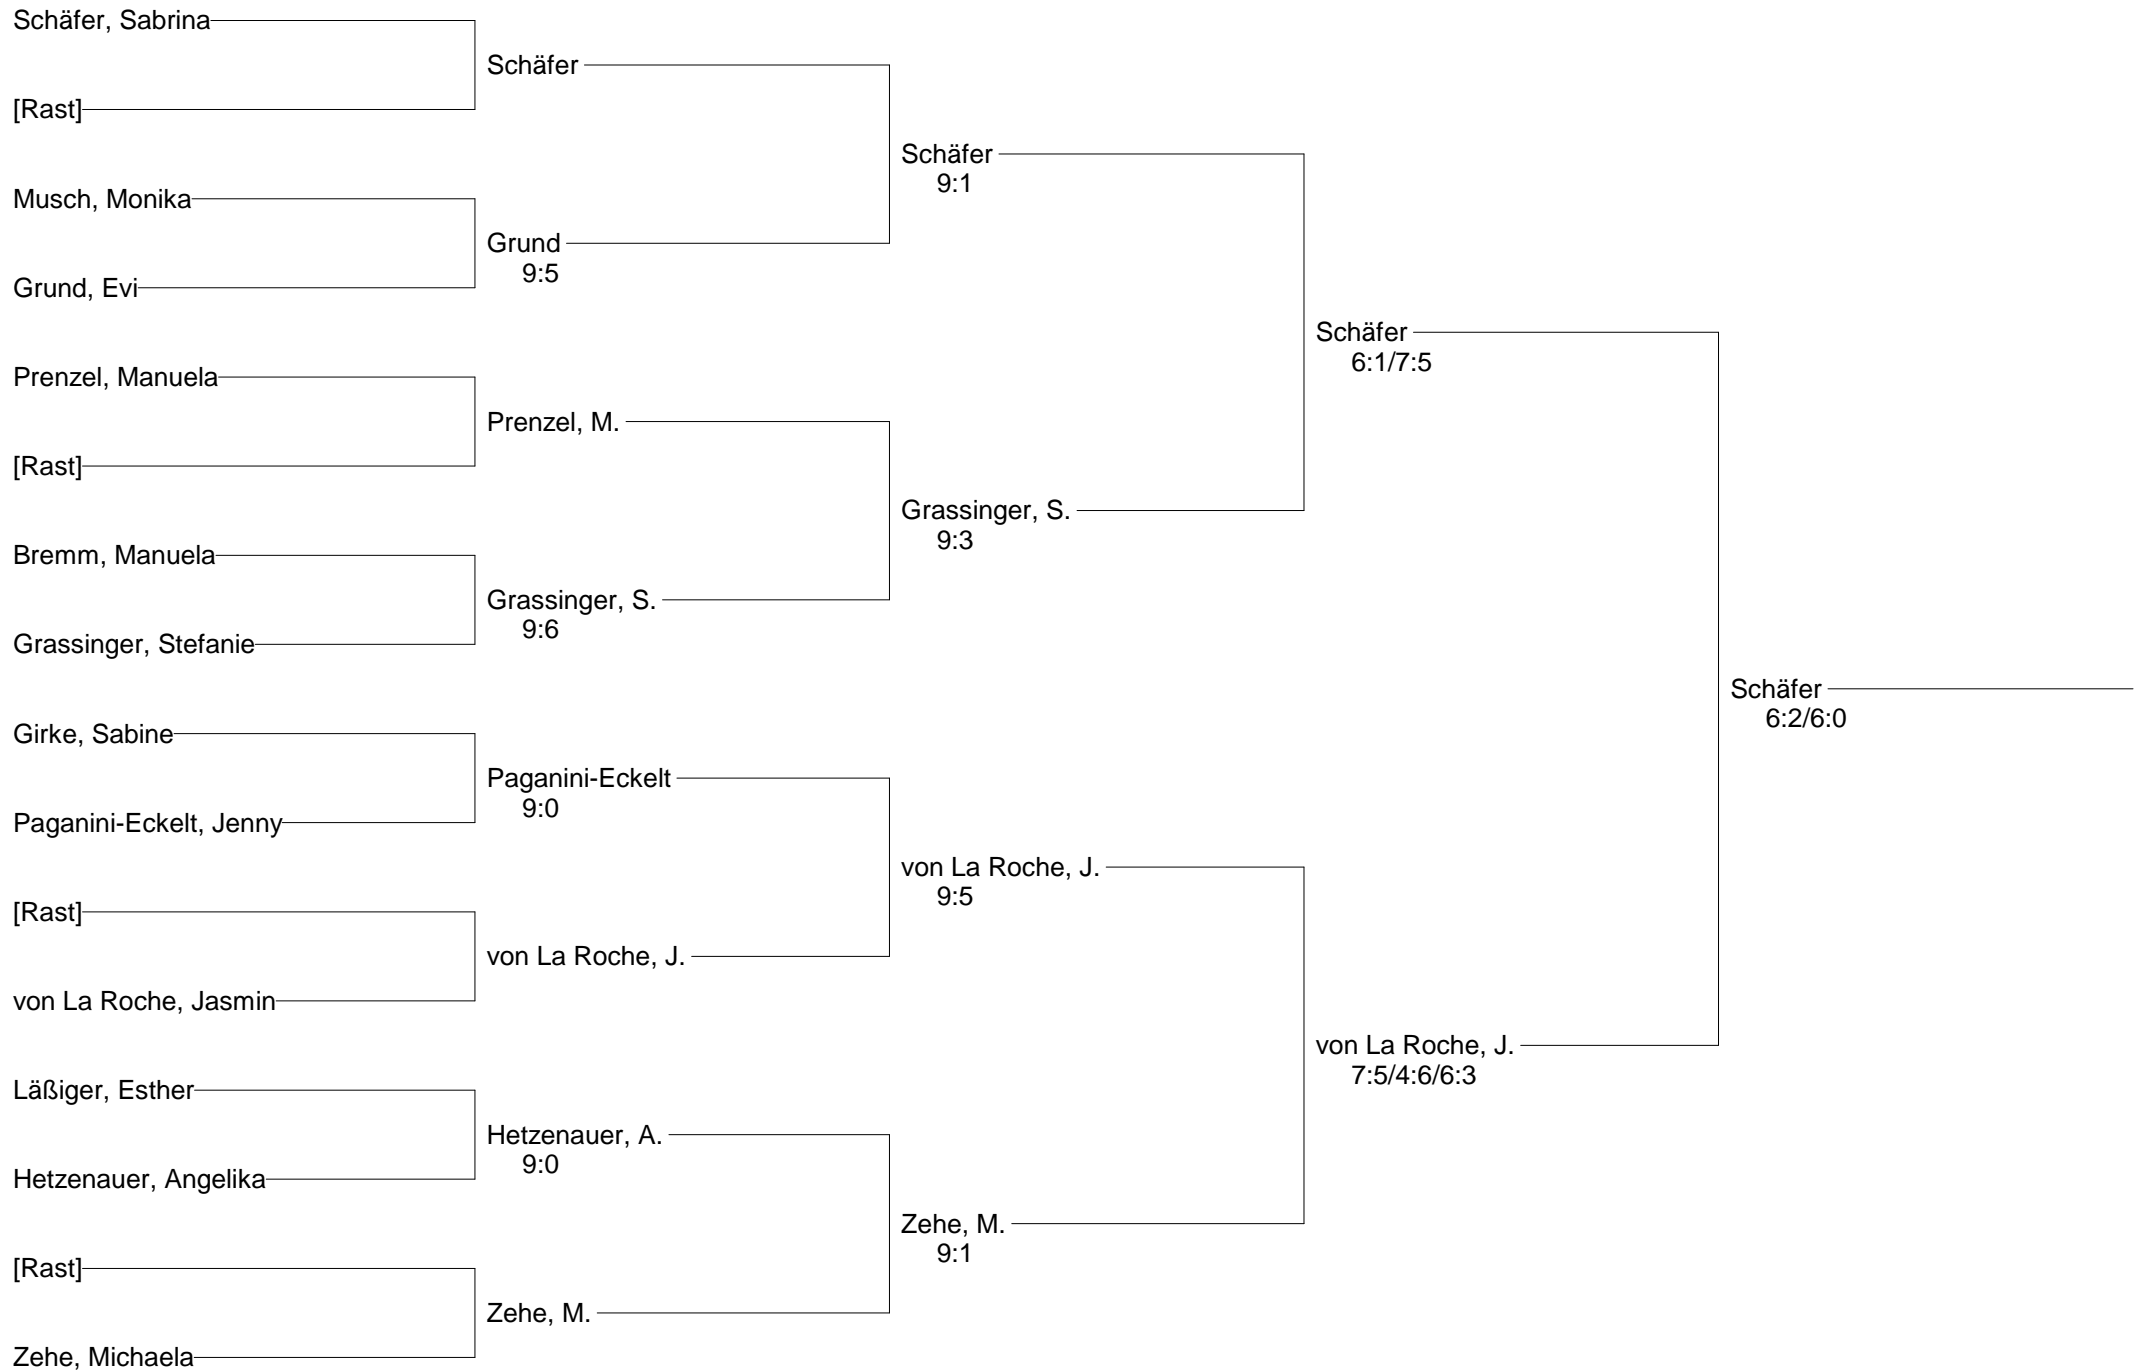 Schäfer, Sabrina
[Rast]
Musch, Monika
Grund, Evi
Prenzel, Manuela
[Rast]
Bremm, Manuela
Grassinger, Stefanie
Girke, Sabine
Paganini-Eckelt, Jenny
[Rast]
von La Roche, Jasmin
Läßiger, Esther
Hetzenauer, Angelika
[Rast]
Zehe, Michaela
Schäfer
Grund
9:5
Prenzel, M.
Grassinger, S.
9:6
Paganini-Eckelt
9:0
von La Roche, J.
Hetzenauer, A.
9:0
Zehe, M.
Schäfer
9:1
Grassinger, S.
9:3
von La Roche, J.
9:5
Zehe, M.
9:1
Schäfer
6:1/7:5
von La Roche, J.
7:5/4:6/6:3
Schäfer
6:2/6:0